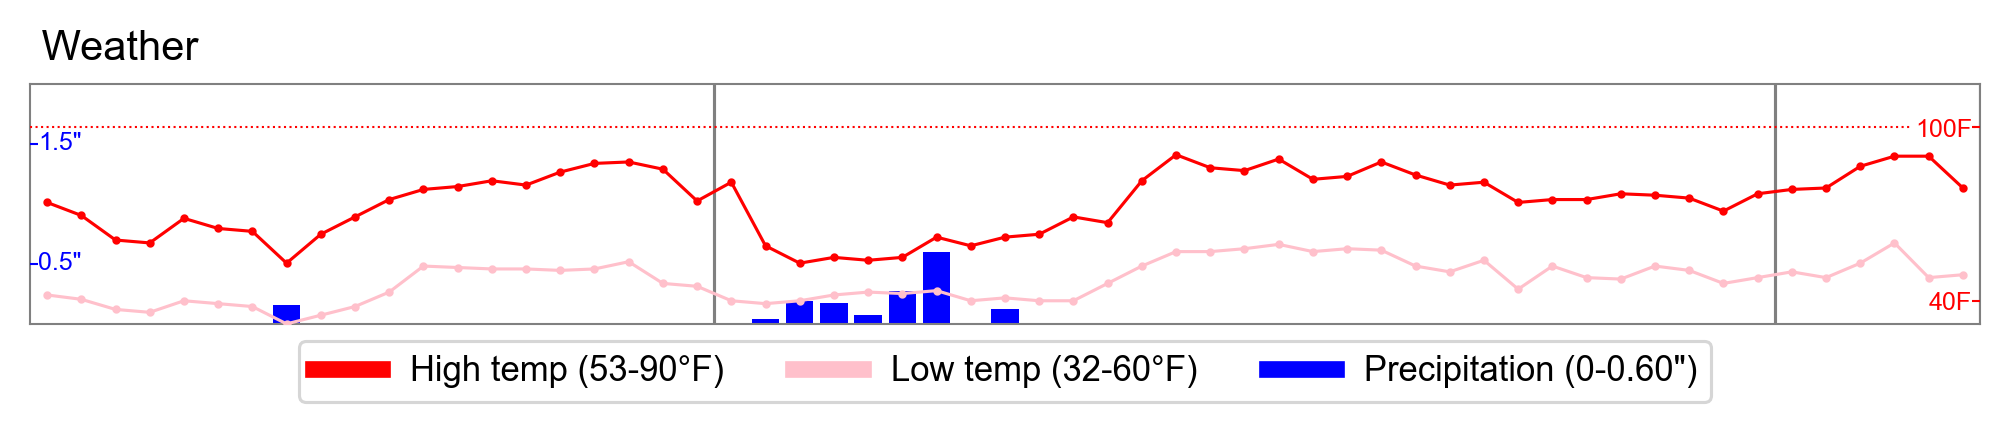 Weather
1.5"
100F
0.5"
40F
High temp (53-90°F) Low temp (32-60°F) Precipitation (0-0.60")